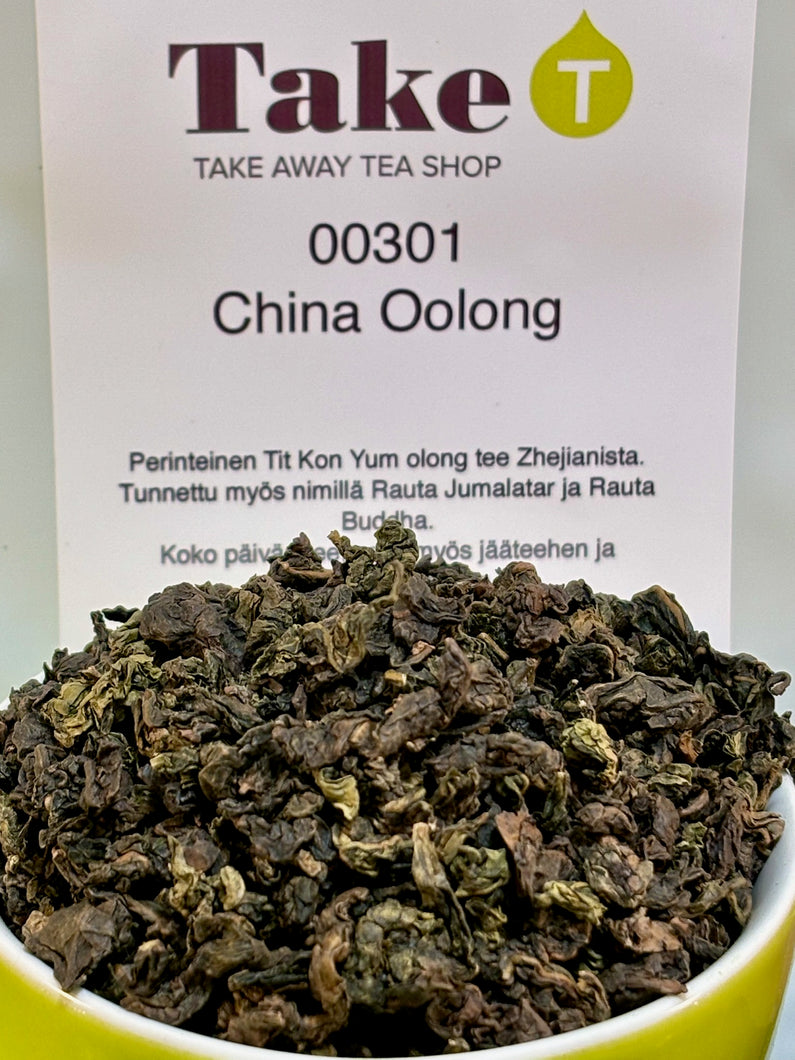 Take T
TAKE AWAY TEA SHOP
00301
China Oolong
Perinteinen Tit Kon Yum olong tee Zhejianista.
Tunnettu myös nimillä Rauta Jumalatar ja Rauta
Buddha.
Koko päivä myös jääteehen ja